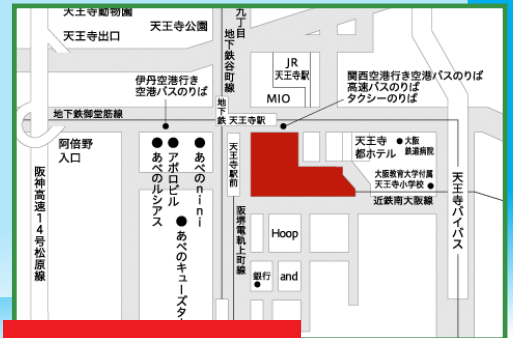 天王寺動物園
天王寺出口
天王寺公園
九丁目
地下鉄谷町線
JR
天王寺駅
MIO
伊丹空港行き
空港バスのりば
関西空港行き空港バスのりば
高速バスのりば
タクシーのりば
地下鉄御堂筋線
地下鉄
天王寺駅
阿倍野
入口
阪神高速14号松原線
あべのルシアス
アポロビル
あべのnini
あべのキューズタ
天王寺駅前
阪堺電軌上町線
天王寺
都ホテル
大阪
鉄道病院
大阪教育大学付属
天王寺小学校
近鉄南大阪線
天王寺バイパス
Hoop
銀行
and